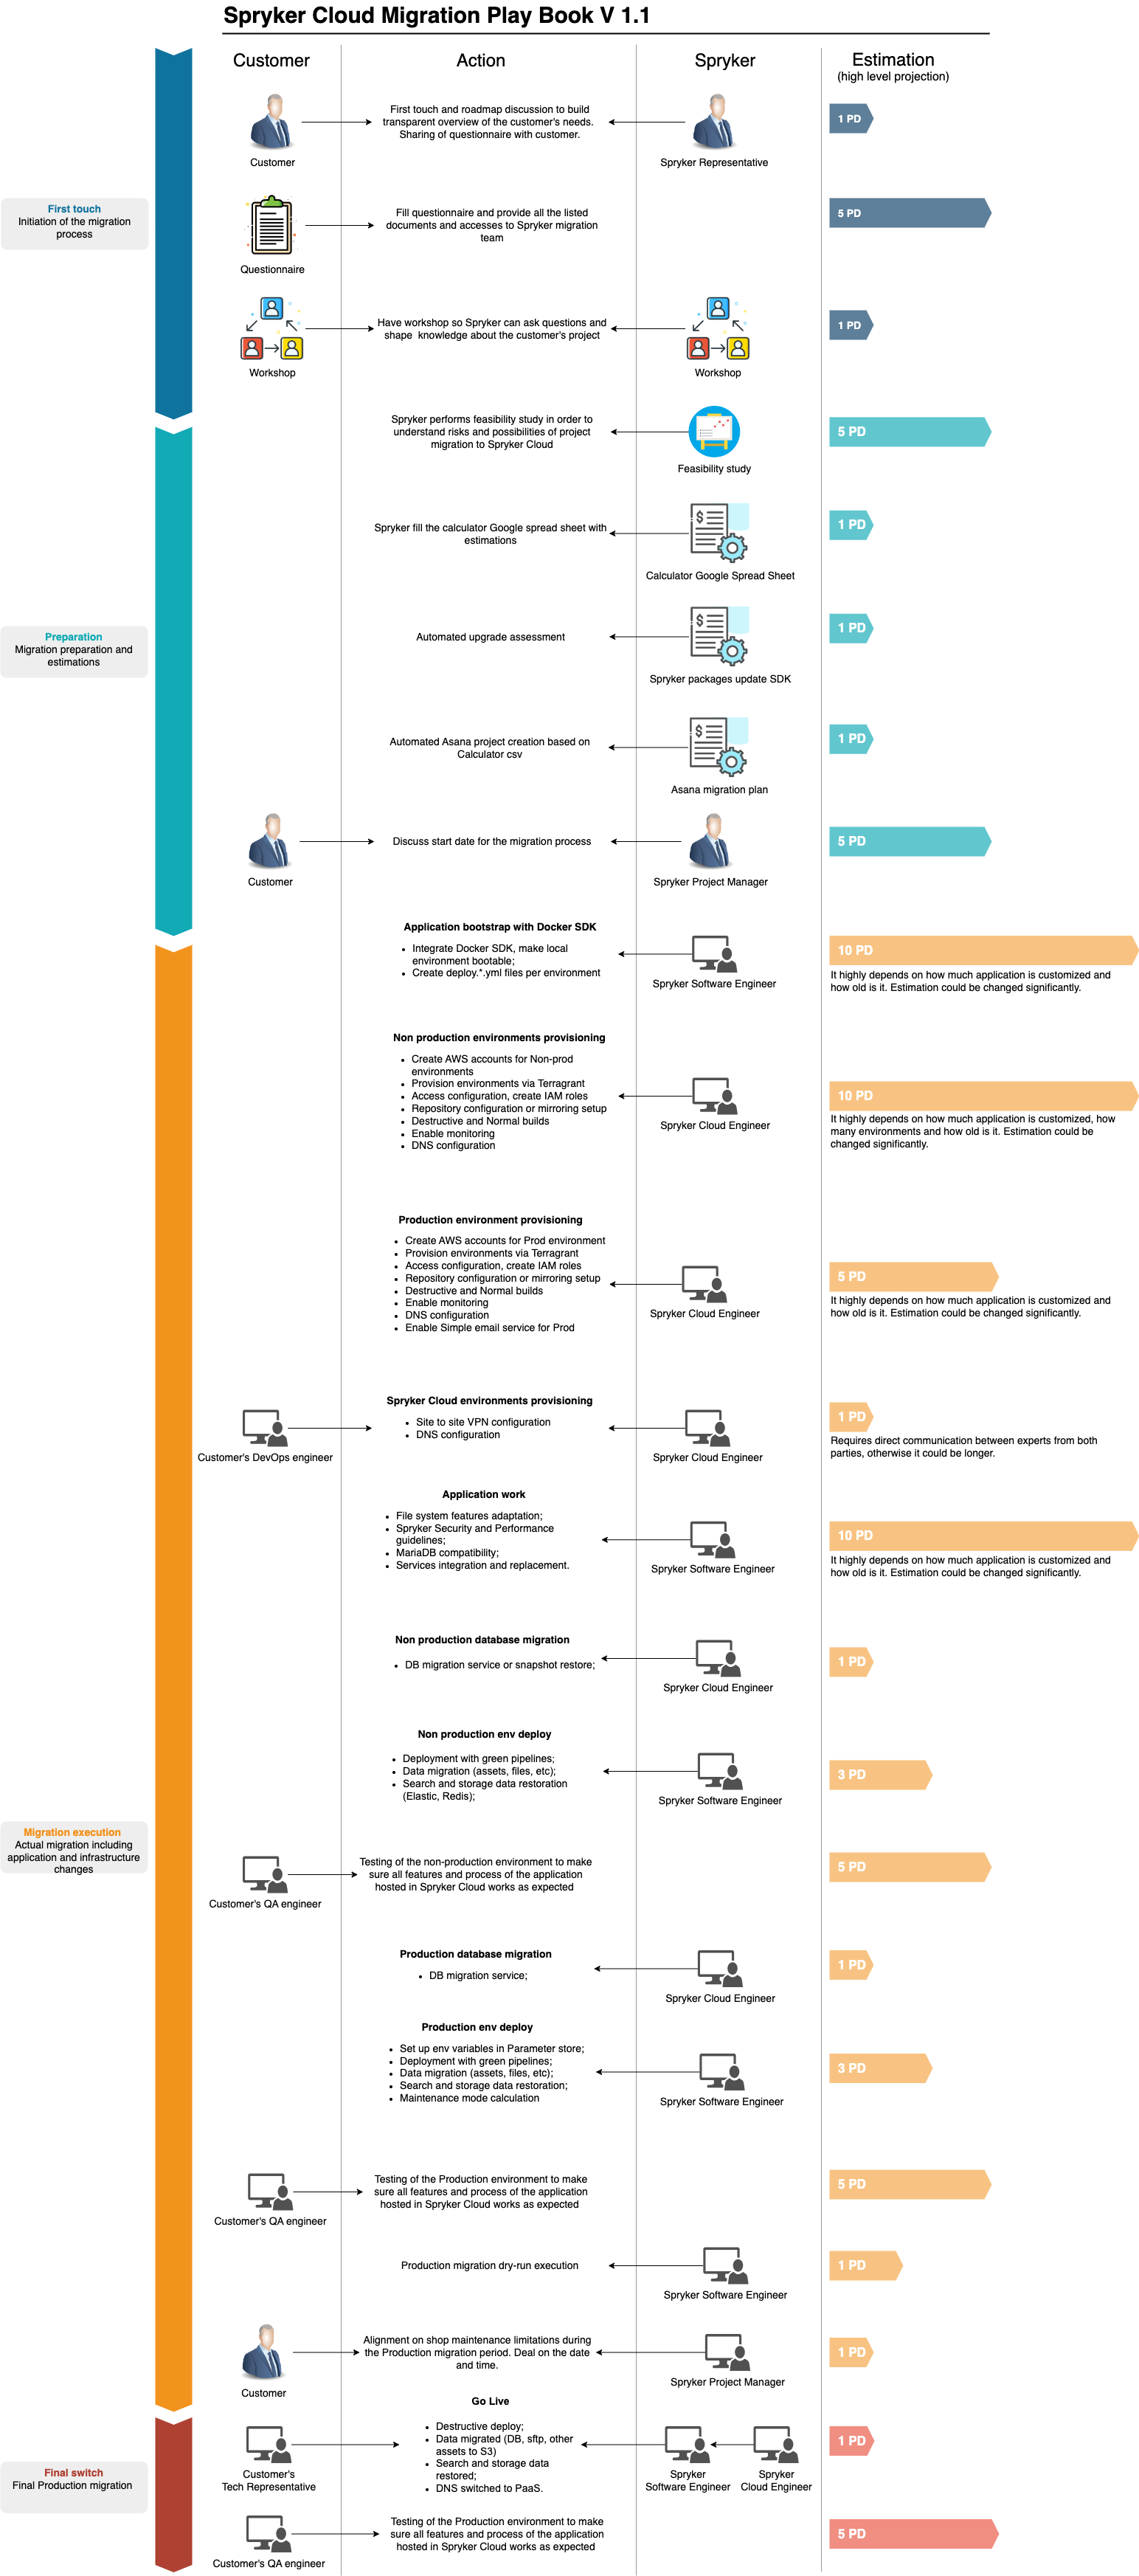 Spryker Cloud Migration Play Book V 1.1
Customer
Action
Spryker
Estimation
(high level projection)
First touch and roadmap discussion to build
transparent overview of the customer's needs.
Sharing of questionnaire with customer.
1 PD
Customer
Spryker Representative
First touch
Initiation of the migration
process
Fill questionnaire and provide all the listed
documents and accesses to Spryker migration
team
5 PD
Questionnaire
Have workshop so Spryker can ask questions and
shape knowledge about the customer's project
1 PD
Workshop
Workshop
Spryker performs feasibility study in order to
understand risks and possibilities of project
migration to Spryker Cloud
5 PD
Feasibility study
Spryker fill the calculator Google spread sheet with
estimations
1 PD
Calculator Google Spread Sheet
Preparation
Migration preparation and
estimations
Automated upgrade assessment
1 PD
Spryker packages update SDK
Automated Asana project creation based on
Calculator csv
1 PD
Asana migration plan
Discuss start date for the migration process
5 PD
Customer
Spryker Project Manager
Application bootstrap with Docker SDK
• Integrate Docker SDK, make local
environment bootable;
• Create deploy.*.yml files per environment
Spryker Software Engineer
10 PD
It highly depends on how much application is customized and
how old is it. Estimation could be changed significantly.
Non production environments provisioning
• Create AWS accounts for Non-prod
environments
• Provision environments via Terragrant
• Access configuration, create IAM roles
• Repository configuration or mirroring setup
• Destructive and Normal builds
• Enable monitoring
• DNS configuration
Spryker Cloud Engineer
10 PD
It highly depends on how much application is customized, how
many environments and how old is it. Estimation could be
changed significantly.
Production environment provisioning
• Create AWS accounts for Prod environment
• Provision environments via Terragrant
• Access configuration, create IAM roles
• Repository configuration or mirroring setup
• Destructive and Normal builds
• Enable monitoring
• DNS configuration
• Enable Simple email service for Prod
Spryker Cloud Engineer
5 PD
It highly depends on how much application is customized and
how old is it. Estimation could be changed significantly.
Customer's DevOps engineer
Spryker Cloud environments provisioning
• Site to site VPN configuration
• DNS configuration
Spryker Cloud Engineer
1 PD
Requires direct communication between experts from both
parties, otherwise it could be longer.
Application work
• File system features adaptation;
• Spryker Security and Performance
guidelines;
• MariaDB compatibility;
• Services integration and replacement.
Spryker Software Engineer
10 PD
It highly depends on how much application is customized and
how old is it. Estimation could be changed significantly.
Non production database migration
• DB migration service or snapshot restore;
Spryker Cloud Engineer
1 PD
Non production env deploy
• Deployment with green pipelines;
• Data migration (assets, files, etc);
• Search and storage data restoration
(Elastic, Redis);
Spryker Software Engineer
3 PD
Migration execution
Actual migration including
application and infrastructure
changes
Customer's QA engineer
Testing of the non-production environment to make
sure all features and process of the application
hosted in Spryker Cloud works as expected
5 PD
Production database migration
• DB migration service;
Spryker Cloud Engineer
1 PD
Production env deploy
• Set up env variables in Parameter store;
• Deployment with green pipelines;
• Data migration (assets, files, etc);
• Search and storage data restoration;
• Maintenance mode calculation
Spryker Software Engineer
3 PD
Customer's QA engineer
Testing of the Production environment to make
sure all features and process of the application
hosted in Spryker Cloud works as expected
5 PD
Production migration dry-run execution
Spryker Software Engineer
1 PD
Customer
Alignment on shop maintenance limitations during
the Production migration period. Deal on the date
and time.
Spryker Project Manager
1 PD
Final switch
Final Production migration
Customer's
Tech Representative
Go Live
• Destructive deploy;
• Data migrated (DB, sftp, other
assets to S3)
• Search and storage data
restored;
• DNS switched to PaaS.
Spryker
Software Engineer
Spryker
Cloud Engineer
1 PD
Customer's QA engineer
Testing of the Production environment to make
sure all features and process of the application
hosted in Spryker Cloud works as expected
5 PD